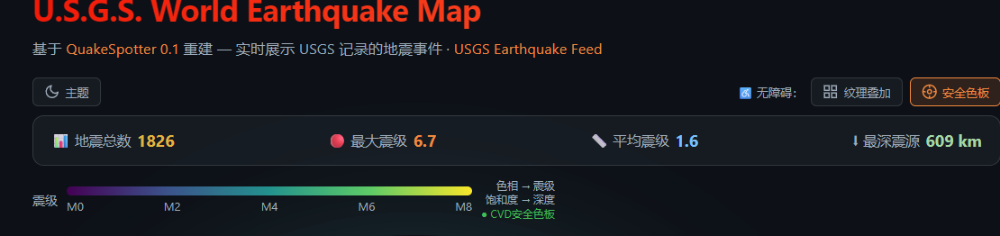 U.S.G.S. World Earthquake Map
基于 QuakeSpotter 0.1 重建 — 实时展示 USGS 记录的地震事件 · USGS Earthquake Feed
主题 无障碍： 纹理叠加 安全色板
地震总数 1826 最大震级 6.7 平均震级 1.6 最深震源 609 km
色相 → 震级
震级 饱和度 → 深度
M0 M2 M4 M6 M8 CVD安全色板